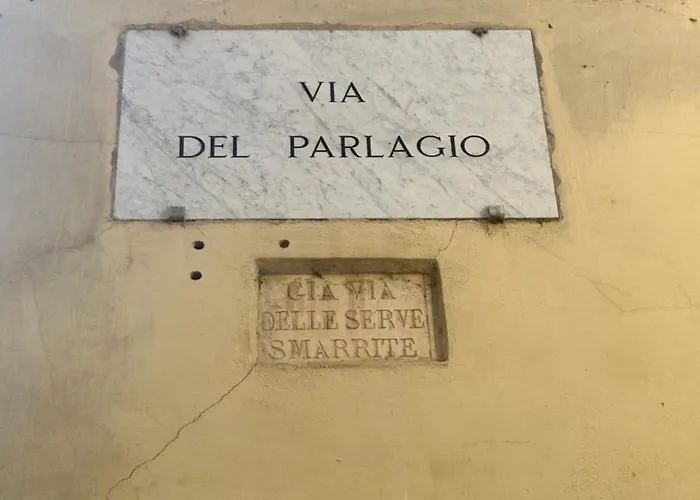 VIA
DEL PARLAGIO
GIA VIA
DELLE SERVE
SMARRITE